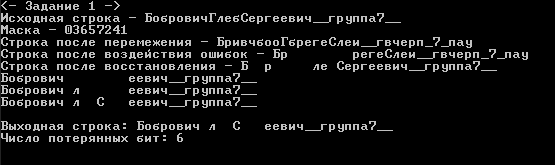 <- Задание 1 ->
Исходная строка - БобровичГлебСергеевич__группа7__
Маска - 03657241
Строка после перемежения - БривчбооГбрегеСлеи__гвчерп_7_пау
Строка после воздействия ошибок - Бр        регеСлеи__гвчерп_7_пау
Строка после восстановления - Б  р      ле Сергеевич__группа7__
Бобрович        еевич__группа7__
Бобрович л      еевич__группа7__
Бобрович л  С   еевич__группа7__

Выходная строка: Бобрович л  С   еевич__группа7__
Число потерянных бит: 6